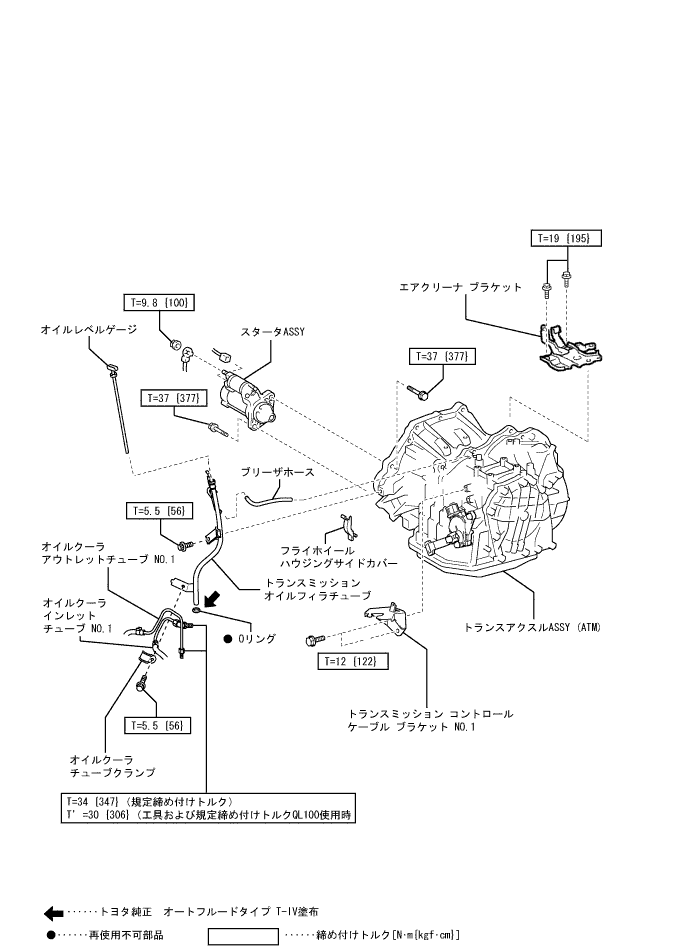 T=19 {195}
エアクリーナ ブラケット
T=9.8 {100}
オイルレベルゲージ
スタータASSY
T=37 {377}
T=37 {377}
ブリーザホース
T=5.5 {56}
オイルクーラ
アウトレットチューブ NO.1
フライホイール
ハウジングサイドカバー
トランスミッション
オイルフィラチューブ
オイルクーラ
インレット
チューブ NO.1
● Oリング
トランスアクスルASSY (ATM)
T=12 {122}
トランスミッション コントロール
ケーブル ブラケット NO.1
T=5.5 {56}
オイルクーラ
チューブクランプ
T=34 {347} (規定締め付けトルク)
T' =30 {306} (工具および規定締め付けトルクQL100使用時
······トヨタ純正 オートフルードタイプ T-IV塗布
●······再使用不可部品
······締め付けトルク[N·m{kgf·cm}]